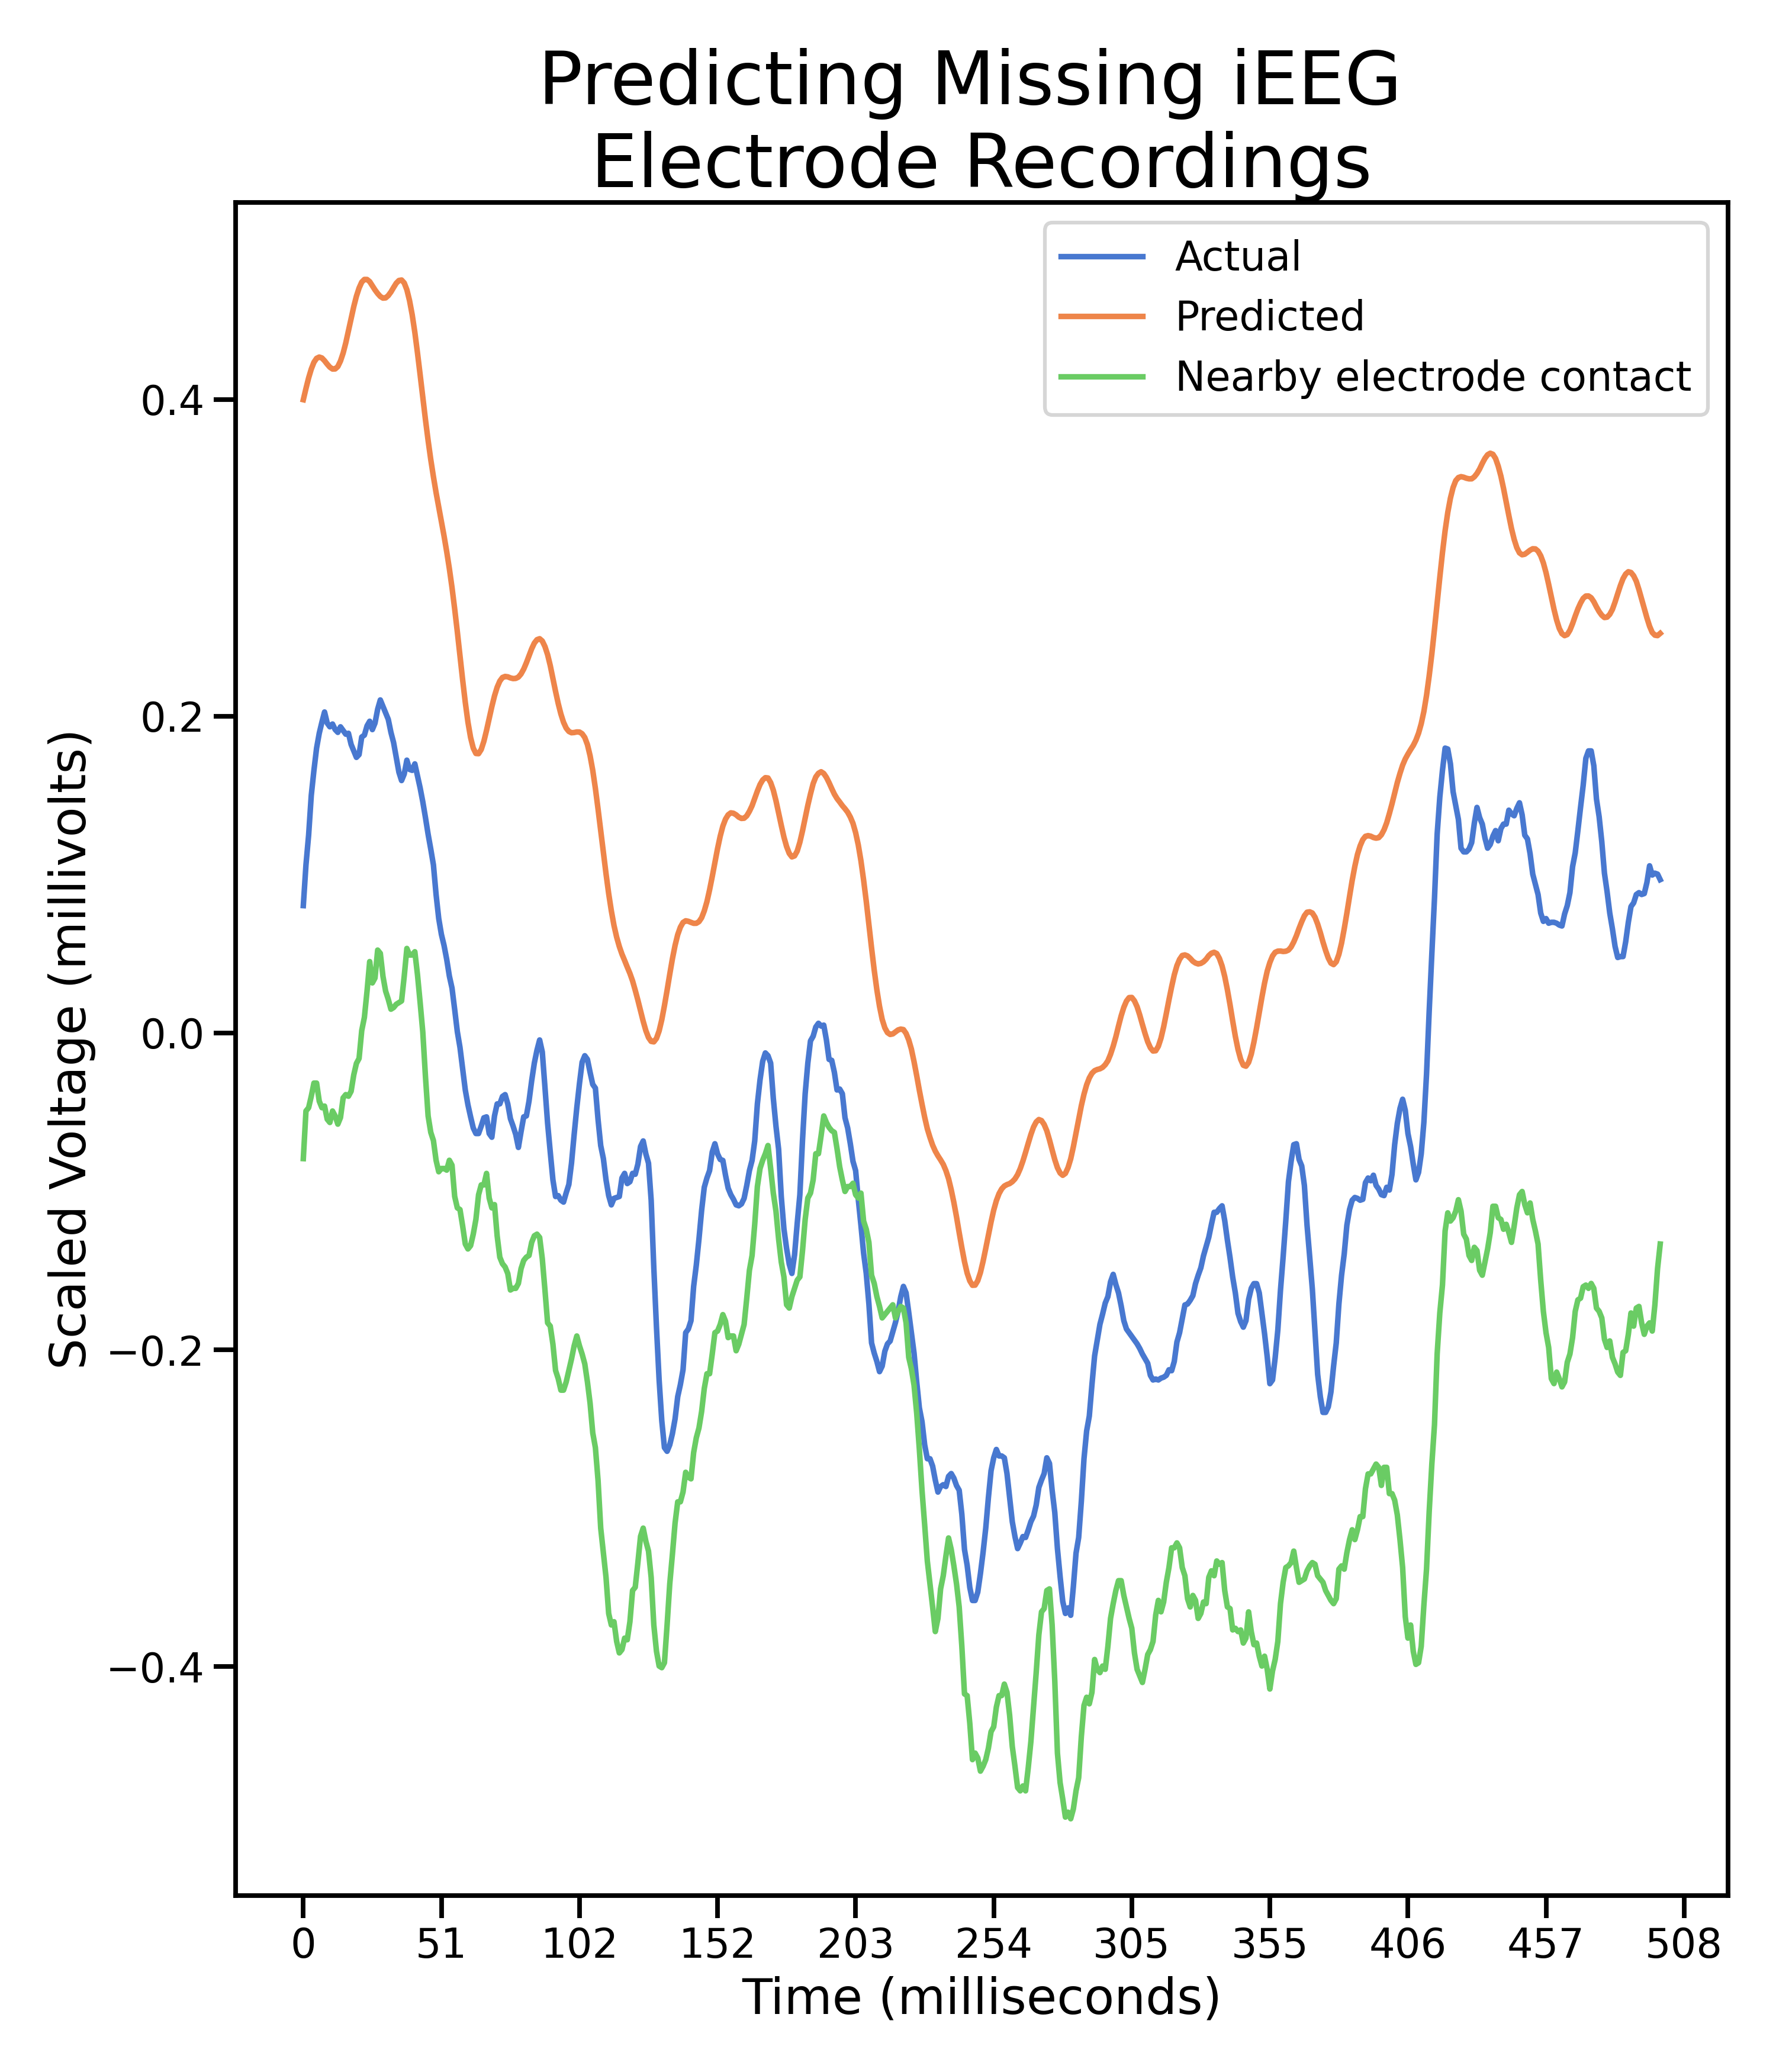 Predicting Missing iEEG
Electrode Recordings
Actual
Predicted
Nearby electrode contact
Scaled Voltage (millivolts)
0.4
0.2
0.0
−0.2
−0.4
0 51 102 152 203 254 305 355 406 457 508
Time (milliseconds)